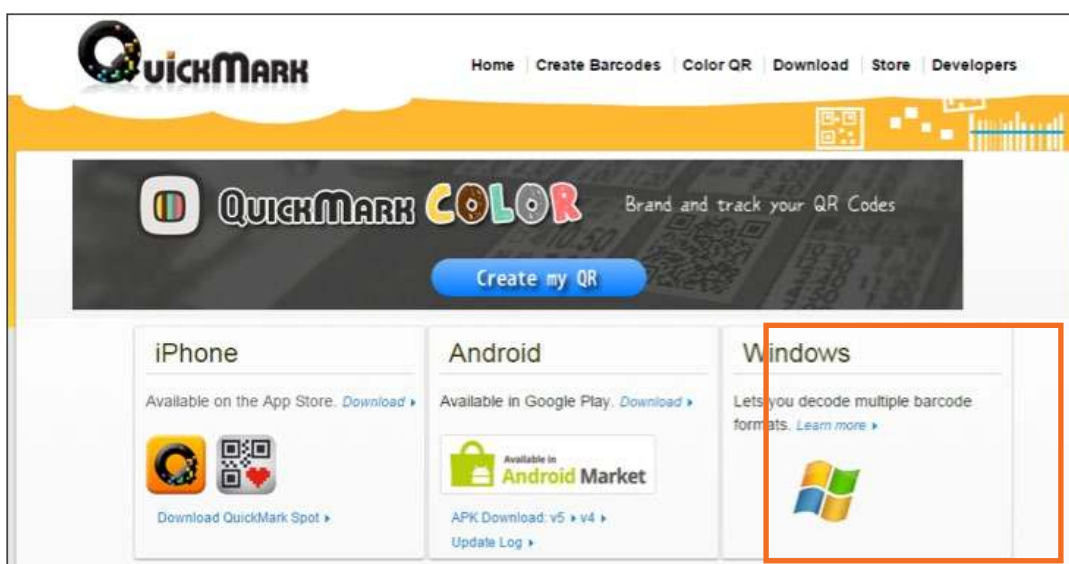 QuickMark
Home Create Barcodes Color QR Download Store Developers
QuickMark COLOR Brand and track your QR Codes
Create my QR
iPhone
Available on the App Store. Download
Download QuickMark Spot
Android
Available in Google Play. Download
Available in
Android Market
APK Download: v5 v4
Update Log
Windows
Lets you decode multiple barcode
formats. Learn more